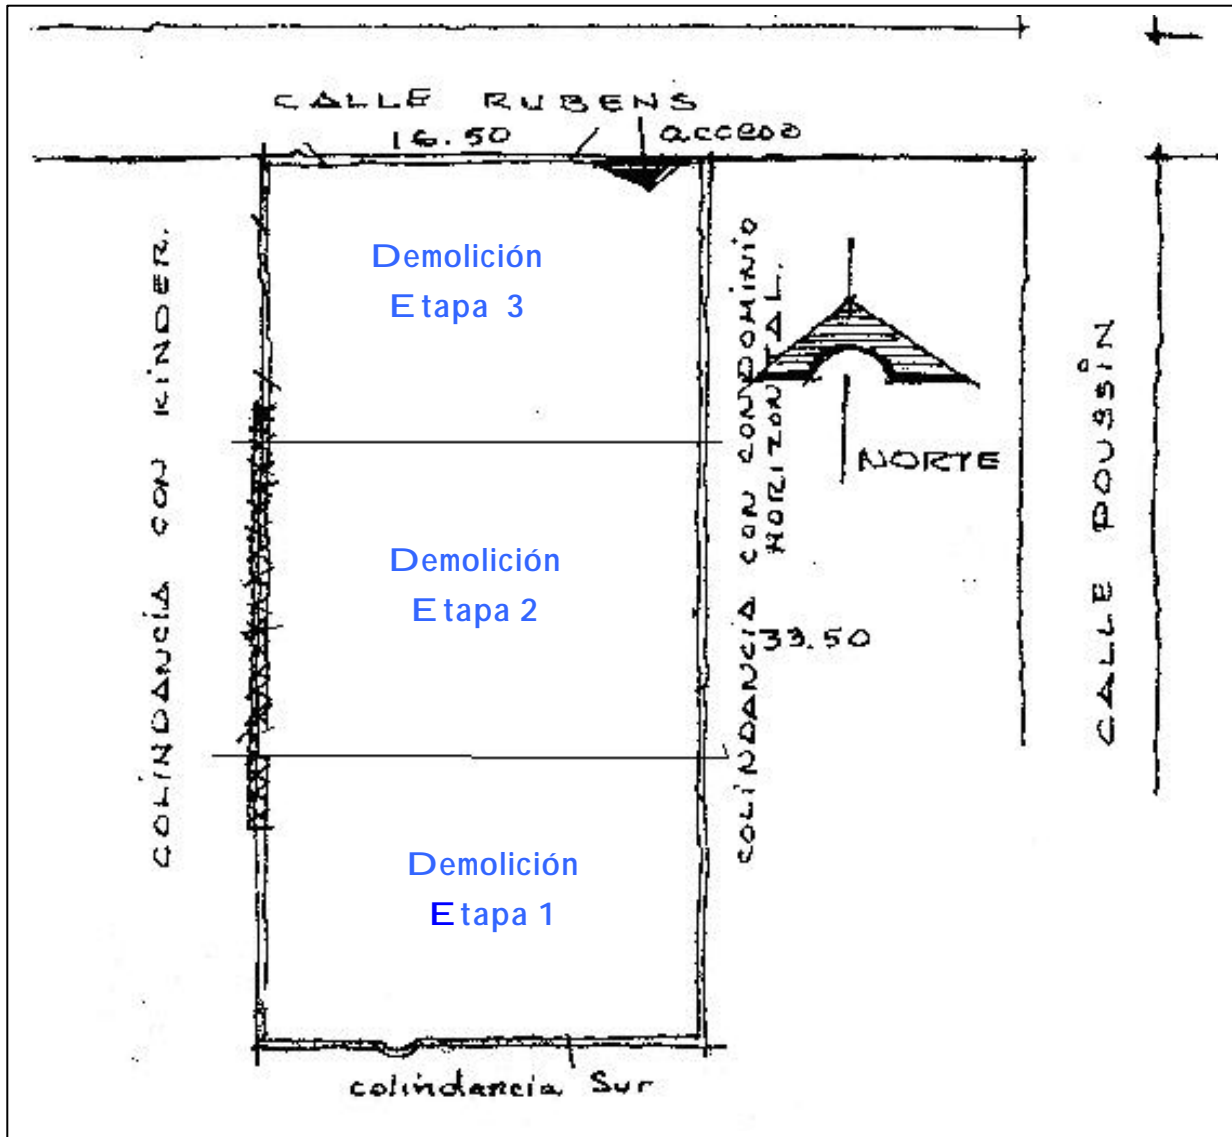 CALLE RUBENS
16.50
acceso
COLINDANCIA CON KINDER.
Demolición
Etapa 3
COLINDANCIA CON CONDOMINIO
HORIZONTAL.
NORTE
CALLE POUSSIN
Demolición
Etapa 2
33.50
Demolición
Etapa 1
colindancia Sur